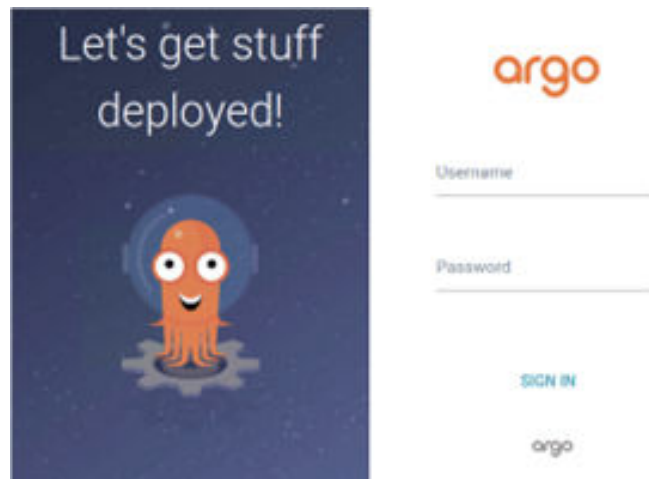 Let's get stuff
deployed!
argo
Username
Password
SIGN IN
argo